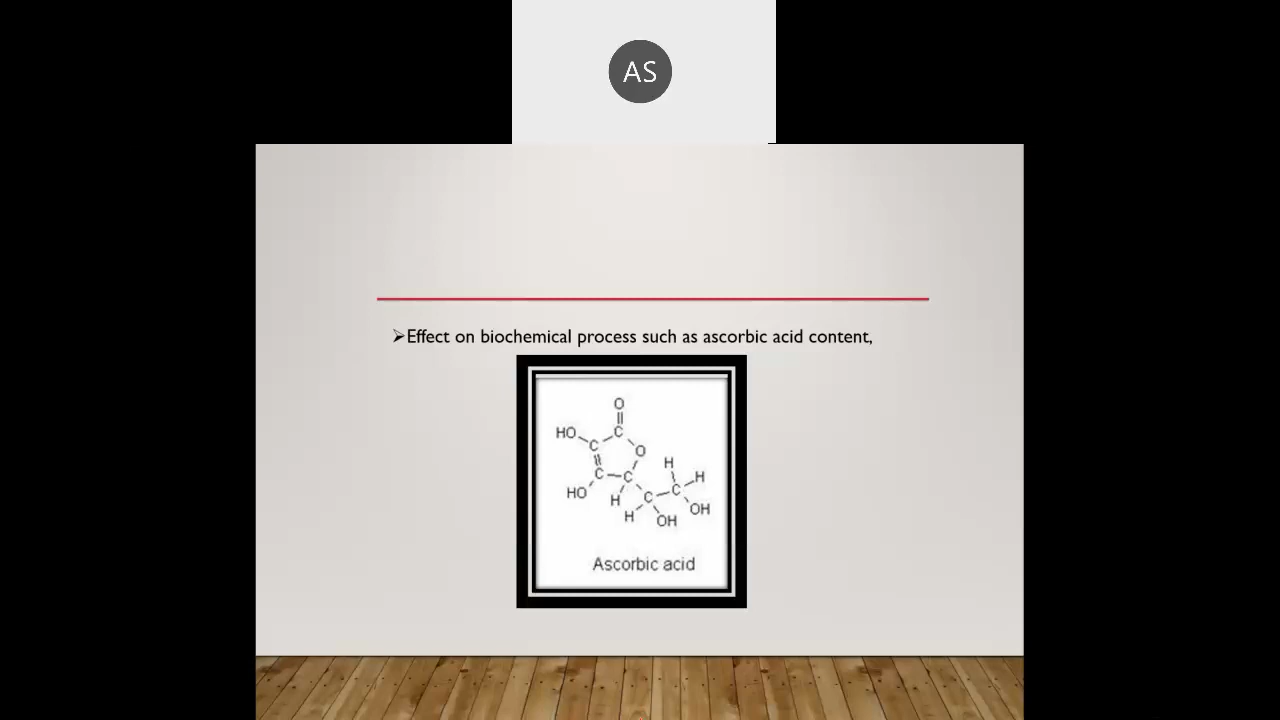 AS
➢Effect on biochemical process such as ascorbic acid content,
O
HO
C
C
O
H
H
C
C
C
HO
H
C
OH
H
OH
Ascorbic acid